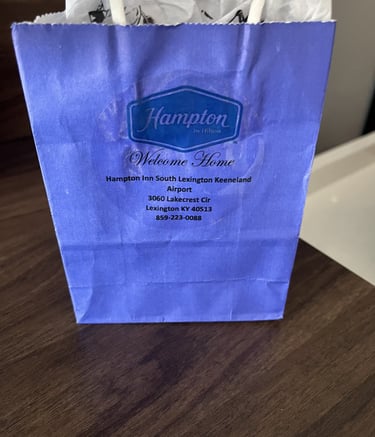 Hampton
by Hilton
Welcome Home
Hampton Inn South Lexington Keeneland
Airport
3060 Lakecrest Cir
Lexington KY 40513
859-223-0088